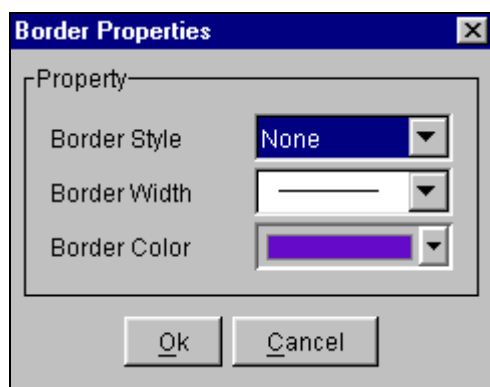 Border Properties
Property
Border Style None
Border Width
Border Color
Ok Cancel